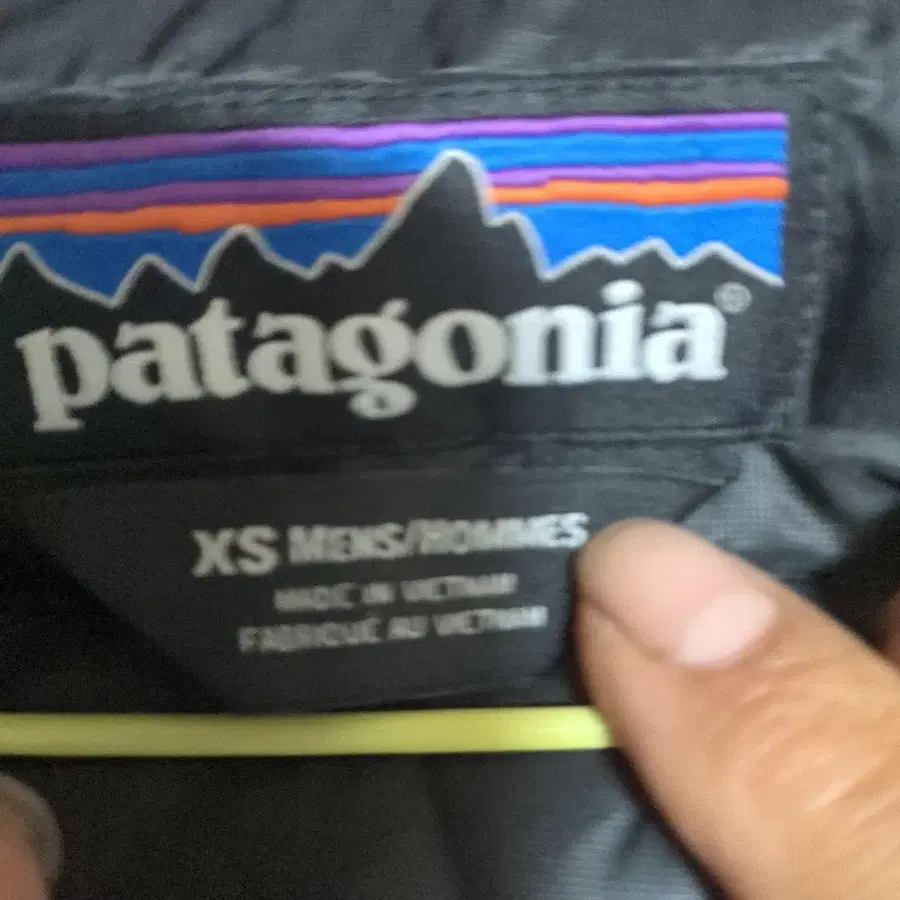 patagonia®
XS MENS/HOMMES
MADE IN VIETNAM
FABRIQUÉ AU VIETNAM